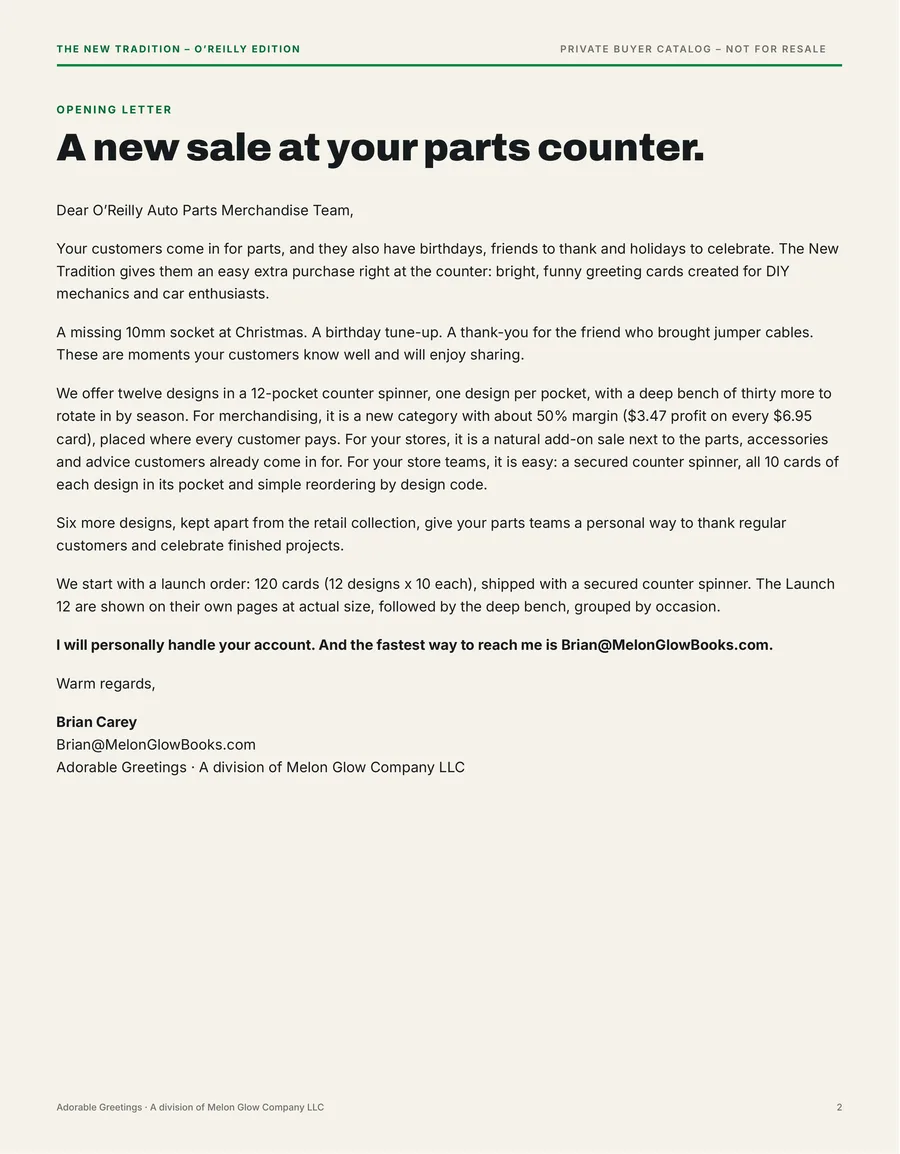 THE NEW TRADITION – O’REILLY EDITION
PRIVATE BUYER CATALOG – NOT FOR RESALE
OPENING LETTER
A new sale at your parts counter.
Dear O’Reilly Auto Parts Merchandise Team,
Your customers come in for parts, and they also have birthdays, friends to thank and holidays to celebrate. The New
Tradition gives them an easy extra purchase right at the counter: bright, funny greeting cards created for DIY
mechanics and car enthusiasts.
A missing 10mm socket at Christmas. A birthday tune-up. A thank-you for the friend who brought jumper cables.
These are moments your customers know well and will enjoy sharing.
We offer twelve designs in a 12-pocket counter spinner, one design per pocket, with a deep bench of thirty more to
rotate in by season. For merchandising, it is a new category with about 50% margin ($3.47 profit on every $6.95
card), placed where every customer pays. For your stores, it is a natural add-on sale next to the parts, accessories
and advice customers already come in for. For your store teams, it is easy: a secured counter spinner, all 10 cards of
each design in its pocket and simple reordering by design code.
Six more designs, kept apart from the retail collection, give your parts teams a personal way to thank regular
customers and celebrate finished projects.
We start with a launch order: 120 cards (12 designs x 10 each), shipped with a secured counter spinner. The Launch
12 are shown on their own pages at actual size, followed by the deep bench, grouped by occasion.
I will personally handle your account. And the fastest way to reach me is Brian@MelonGlowBooks.com.
Warm regards,
Brian Carey
Brian@MelonGlowBooks.com
Adorable Greetings · A division of Melon Glow Company LLC
Adorable Greetings · A division of Melon Glow Company LLC
2